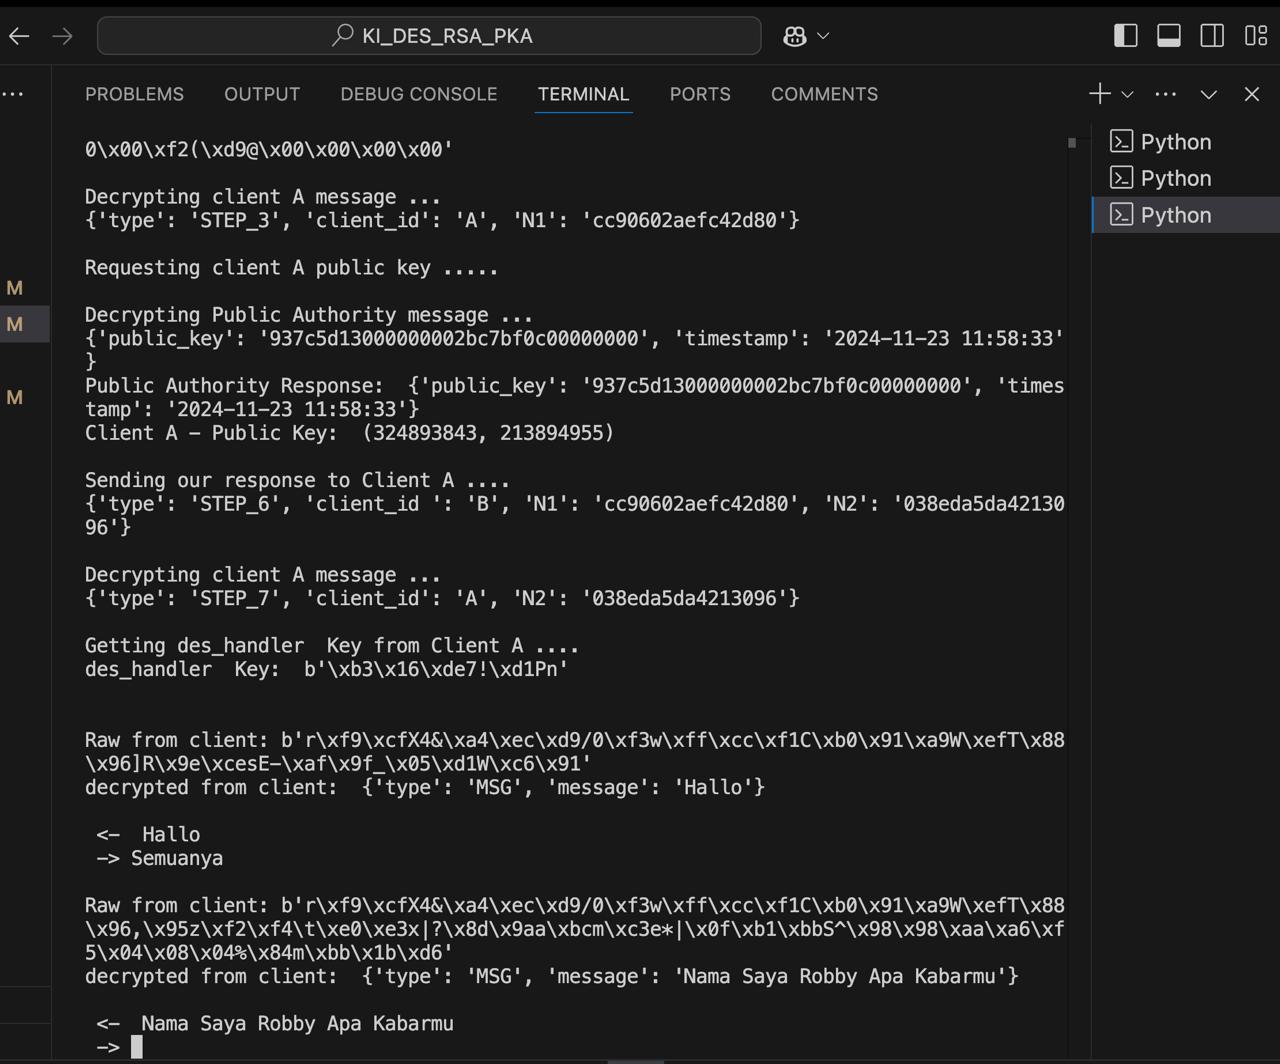 KI_DES_RSA_PKA
...
PROBLEMS OUTPUT DEBUG CONSOLE TERMINAL PORTS COMMENTS
Python
Python
Python
M
M
M
0\x00\xf2(\xd9@\x00\x00\x00\x00'
Decrypting client A message ...
{'type': 'STEP_3', 'client_id': 'A', 'N1': 'cc90602aefc42d80'}
Requesting client A public key .....
Decrypting Public Authority message ...
{'public_key': '937c5d13000000002bc7bf0c00000000', 'timestamp': '2024-11-23 11:58:33'
}
Public Authority Response:  {'public_key': '937c5d13000000002bc7bf0c00000000', 'times
tamp': '2024-11-23 11:58:33'}
Client A - Public Key:  (324893843, 213894955)
Sending our response to Client A ....
{'type': 'STEP_6', 'client_id ': 'B', 'N1': 'cc90602aefc42d80', 'N2': '038eda5da42130
96'}
Decrypting client A message ...
{'type': 'STEP_7', 'client_id': 'A', 'N2': '038eda5da4213096'}
Getting des_handler  Key from Client A ....
des_handler  Key:  b'\xb3\x16\xde7!\xd1Pn'
Raw from client: b'r\xf9\xcfX4&\xa4\xec\xd9/0\xf3w\xff\xcc\xf1C\xb0\x91\xa9W\xefT\x88
\x96]R\x9e\xcesE-\xaf\x9f_\x05\xd1W\xc6\x91'
decrypted from client:  {'type': 'MSG', 'message': 'Hallo'}
<-  Hallo
-> Semuanya
Raw from client: b'r\xf9\xcfX4&\xa4\xec\xd9/0\xf3w\xff\xcc\xf1C\xb0\x91\xa9W\xefT\x88
\x96,\x95z\xf2\xf4\t\xe0\xe3x|?\x8d\x9aa\xbcm\xc3e*|\x0f\xb1\xbbS^\x98\x98\xaa\xa6\xf
5\x04\x08\x04%\x84m\xbb\x1b\xd6'
decrypted from client:  {'type': 'MSG', 'message': 'Nama Saya Robby Apa Kabarmu'}
<-  Nama Saya Robby Apa Kabarmu
->